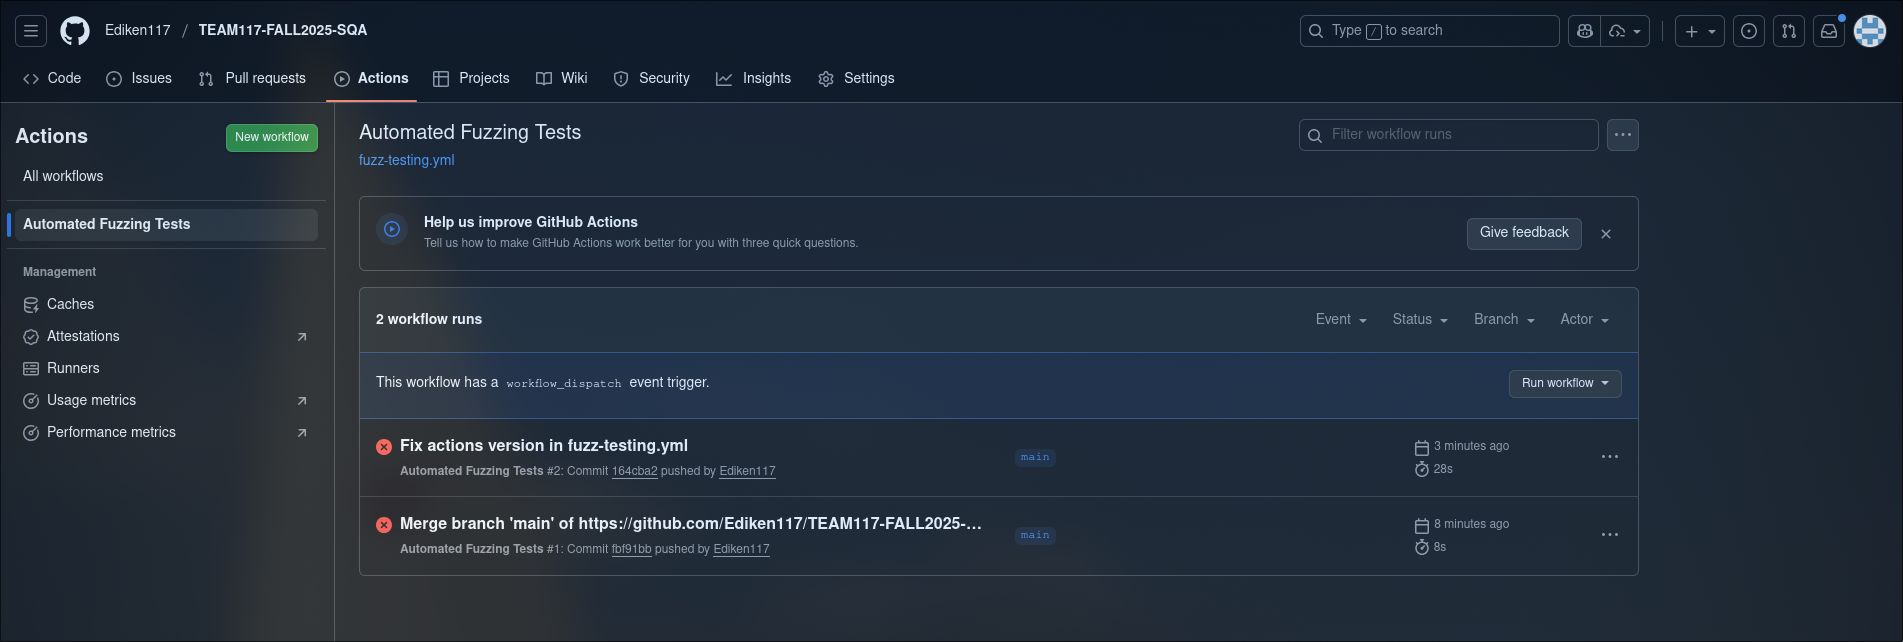 Ediken117 / TEAM117-FALL2025-SQA
Type / to search
Code
Issues
Pull requests
Actions
Projects
Wiki
Security
Insights
Settings
Actions
New workflow
All workflows
Automated Fuzzing Tests
Management
Caches
Attestations
Runners
Usage metrics
Performance metrics
Automated Fuzzing Tests
fuzz-testing.yml
Filter workflow runs
Help us improve GitHub Actions
Tell us how to make GitHub Actions work better for you with three quick questions.
Give feedback
2 workflow runs
Event
Status
Branch
Actor
This workflow has a workflow_dispatch event trigger.
Run workflow
Fix actions version in fuzz-testing.yml
Automated Fuzzing Tests #2: Commit 164cba2 pushed by Ediken117
main
3 minutes ago
28s
Merge branch 'main' of https://github.com/Ediken117/TEAM117-FALL2025-...
Automated Fuzzing Tests #1: Commit fbf91bb pushed by Ediken117
main
8 minutes ago
8s